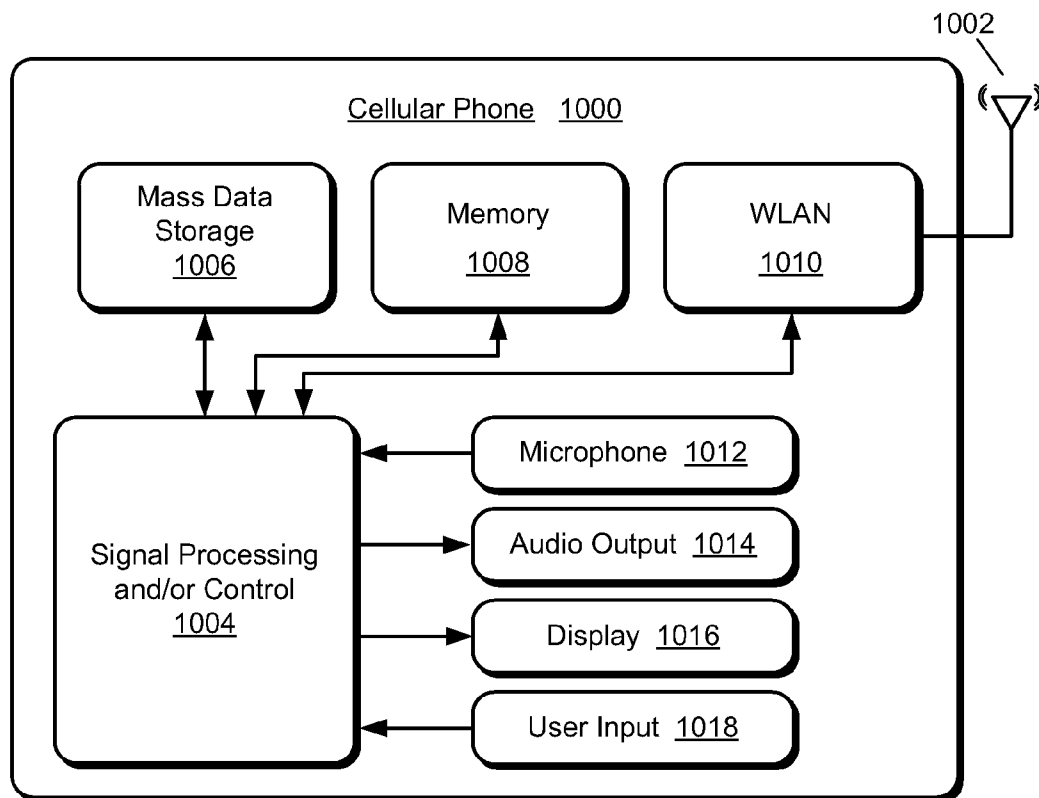 1002
Cellular Phone 1000
Mass Data
Storage
1006
Memory
1008
WLAN
1010
Signal Processing
and/or Control
1004
Microphone 1012
Audio Output 1014
Display 1016
User Input 1018